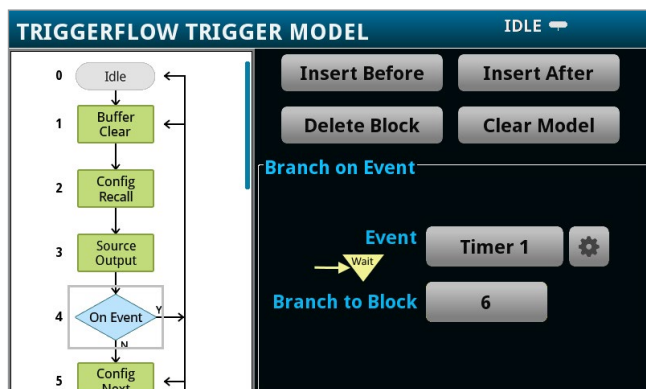 TRIGGERFLOW TRIGGER MODEL
IDLE
0
Idle
1
Buffer
Clear
2
Config
Recall
3
Source
Output
4
On Event
Y
N
5
Config
Next
Insert Before
Insert After
Delete Block
Clear Model
Branch on Event
Event
Timer 1
Wait
Branch to Block
6